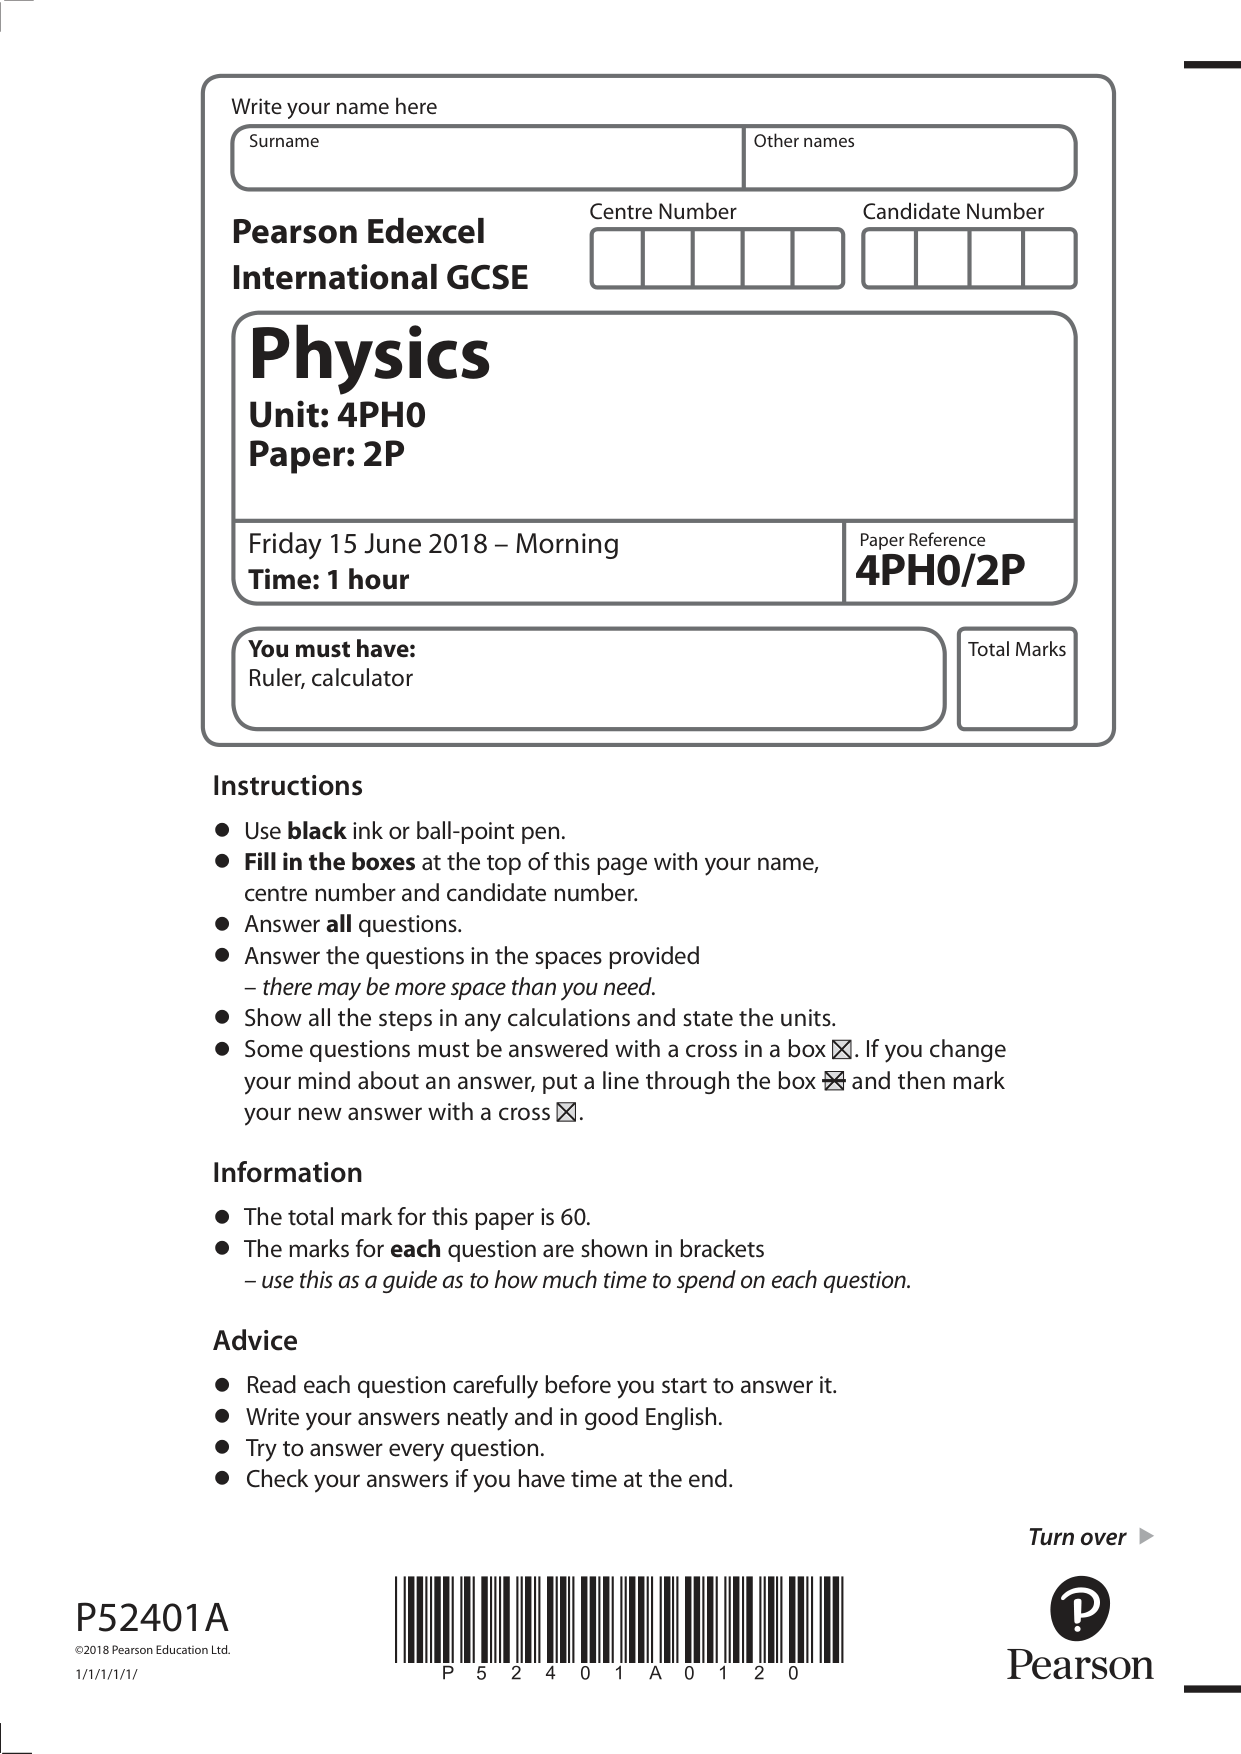 Write your name here
Surname
Other names
Pearson Edexcel
International GCSE
Centre Number
Candidate Number
Physics
Unit: 4PH0
Paper: 2P
Friday 15 June 2018 – Morning
Time: 1 hour
Paper Reference
4PH0/2P
You must have:
Ruler, calculator
Total Marks
Instructions
● Use black ink or ball-point pen.
● Fill in the boxes at the top of this page with your name,
centre number and candidate number.
● Answer all questions.
● Answer the questions in the spaces provided
– there may be more space than you need.
● Show all the steps in any calculations and state the units.
● Some questions must be answered with a cross in a box ☒. If you change
your mind about an answer, put a line through the box ☒ and then mark
your new answer with a cross ☒.
Information
● The total mark for this paper is 60.
● The marks for each question are shown in brackets
– use this as a guide as to how much time to spend on each question.
Advice
● Read each question carefully before you start to answer it.
● Write your answers neatly and in good English.
● Try to answer every question.
● Check your answers if you have time at the end.
Turn over
P52401A
©2018 Pearson Education Ltd.
1/1/1/1/1/
P52401A0120
Pearson